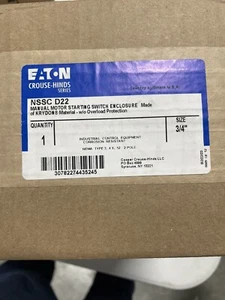 EATON
CROUSE-HINDS
SERIES
NSSC D22
MANUAL MOTOR STARTING SWITCH ENCLOSURE Made
of KRYDON® Material - w/o Overload Protection.
QUANTITY
1
SIZE
3/4"
INDUSTRIAL CONTROL EQUIPMENT
CORROSION RESISTANT
NEMA TYPE 3, 4X, 12 2 POLE
30782274435245
Cooper Crouse-Hinds LLC
PO Box 4999
Syracuse, NY 13221